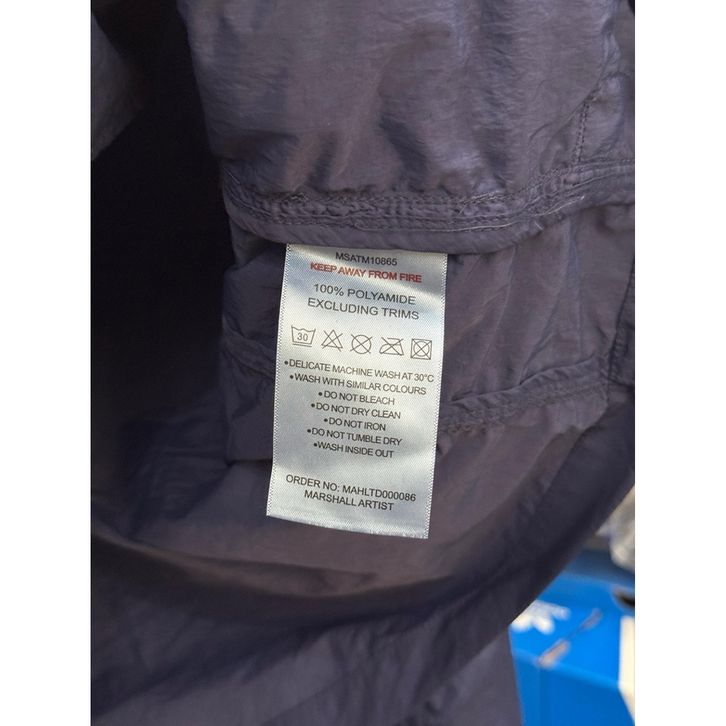 MSATM10865
KEEP AWAY FROM FIRE
100% POLYAMIDE
EXCLUDING TRIMS
30
•DELICATE MACHINE WASH AT 30°C
•WASH WITH SIMILAR COLOURS
•DO NOT BLEACH
•DO NOT DRY CLEAN
•DO NOT IRON
•DO NOT TUMBLE DRY
•WASH INSIDE OUT
ORDER NO: MAHLTD000086
MARSHALL ARTIST